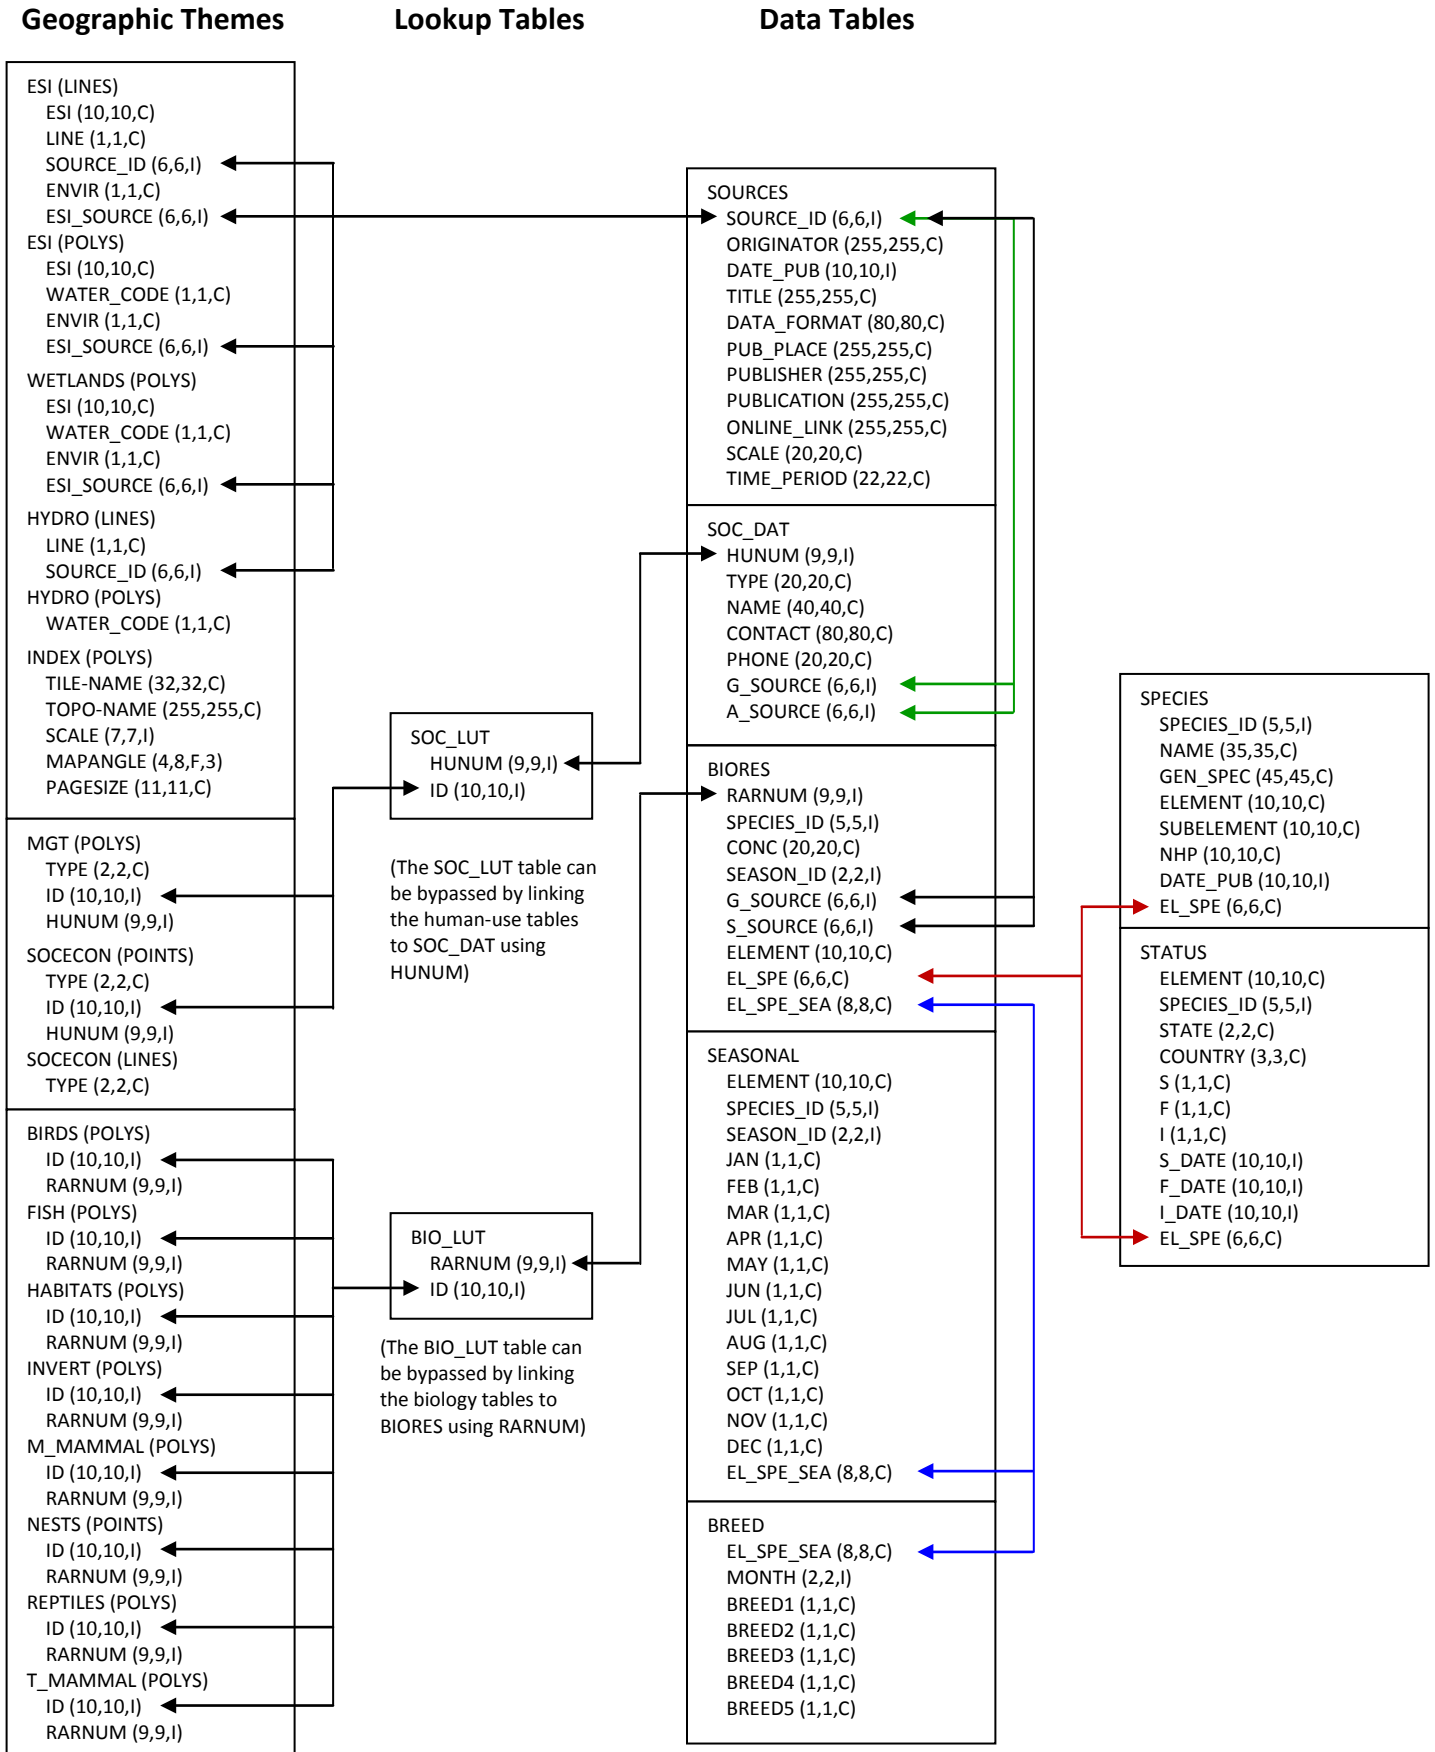 Geographic Themes
Lookup Tables
Data Tables
ESI (LINES)
ESI (10,10,C)
LINE (1,1,C)
SOURCE_ID (6,6,I)
ENVIR (1,1,C)
ESI_SOURCE (6,6,I)
ESI (POLYS)
ESI (10,10,C)
WATER_CODE (1,1,C)
ENVIR (1,1,C)
ESI_SOURCE (6,6,I)
WETLANDS (POLYS)
ESI (10,10,C)
WATER_CODE (1,1,C)
ENVIR (1,1,C)
ESI_SOURCE (6,6,I)
HYDRO (LINES)
LINE (1,1,C)
SOURCE_ID (6,6,I)
HYDRO (POLYS)
WATER_CODE (1,1,C)
INDEX (POLYS)
TILE-NAME (32,32,C)
TOPO-NAME (255,255,C)
SCALE (7,7,I)
MAPANGLE (4,8,F,3)
PAGESIZE (11,11,C)
MGT (POLYS)
TYPE (2,2,C)
ID (10,10,I)
HUNUM (9,9,I)
SOCECON (POINTS)
TYPE (2,2,C)
ID (10,10,I)
HUNUM (9,9,I)
SOCECON (LINES)
TYPE (2,2,C)
BIRDS (POLYS)
ID (10,10,I)
RARNUM (9,9,I)
FISH (POLYS)
ID (10,10,I)
RARNUM (9,9,I)
HABITATS (POLYS)
ID (10,10,I)
RARNUM (9,9,I)
INVERT (POLYS)
ID (10,10,I)
RARNUM (9,9,I)
M_MAMMAL (POLYS)
ID (10,10,I)
RARNUM (9,9,I)
NESTS (POINTS)
ID (10,10,I)
RARNUM (9,9,I)
REPTILES (POLYS)
ID (10,10,I)
RARNUM (9,9,I)
T_MAMMAL (POLYS)
ID (10,10,I)
RARNUM (9,9,I)
SOC_LUT
HUNUM (9,9,I)
ID (10,10,I)
(The SOC_LUT table can
be bypassed by linking
the human-use tables
to SOC_DAT using
HUNUM)
BIO_LUT
RARNUM (9,9,I)
ID (10,10,I)
(The BIO_LUT table can
be bypassed by linking
the biology tables to
BIORES using RARNUM)
SOURCES
SOURCE_ID (6,6,I)
ORIGINATOR (255,255,C)
DATE_PUB (10,10,I)
TITLE (255,255,C)
DATA_FORMAT (80,80,C)
PUB_PLACE (255,255,C)
PUBLISHER (255,255,C)
PUBLICATION (255,255,C)
ONLINE_LINK (255,255,C)
SCALE (20,20,C)
TIME_PERIOD (22,22,C)
SOC_DAT
HUNUM (9,9,I)
TYPE (20,20,C)
NAME (40,40,C)
CONTACT (80,80,C)
PHONE (20,20,C)
G_SOURCE (6,6,I)
A_SOURCE (6,6,I)
BIORES
RARNUM (9,9,I)
SPECIES_ID (5,5,I)
CONC (20,20,C)
SEASON_ID (2,2,I)
G_SOURCE (6,6,I)
S_SOURCE (6,6,I)
ELEMENT (10,10,C)
EL_SPE (6,6,C)
EL_SPE_SEA (8,8,C)
SEASONAL
ELEMENT (10,10,C)
SPECIES_ID (5,5,I)
SEASON_ID (2,2,I)
JAN (1,1,C)
FEB (1,1,C)
MAR (1,1,C)
APR (1,1,C)
MAY (1,1,C)
JUN (1,1,C)
JUL (1,1,C)
AUG (1,1,C)
SEP (1,1,C)
OCT (1,1,C)
NOV (1,1,C)
DEC (1,1,C)
EL_SPE_SEA (8,8,C)
BREED
EL_SPE_SEA (8,8,C)
MONTH (2,2,I)
BREED1 (1,1,C)
BREED2 (1,1,C)
BREED3 (1,1,C)
BREED4 (1,1,C)
BREED5 (1,1,C)
SPECIES
SPECIES_ID (5,5,I)
NAME (35,35,C)
GEN_SPEC (45,45,C)
ELEMENT (10,10,C)
SUBELEMENT (10,10,C)
NHP (10,10,C)
DATE_PUB (10,10,I)
EL_SPE (6,6,C)
STATUS
ELEMENT (10,10,C)
SPECIES_ID (5,5,I)
STATE (2,2,C)
COUNTRY (3,3,C)
S (1,1,C)
F (1,1,C)
I (1,1,C)
S_DATE (10,10,I)
F_DATE (10,10,I)
I_DATE (10,10,I)
EL_SPE (6,6,C)